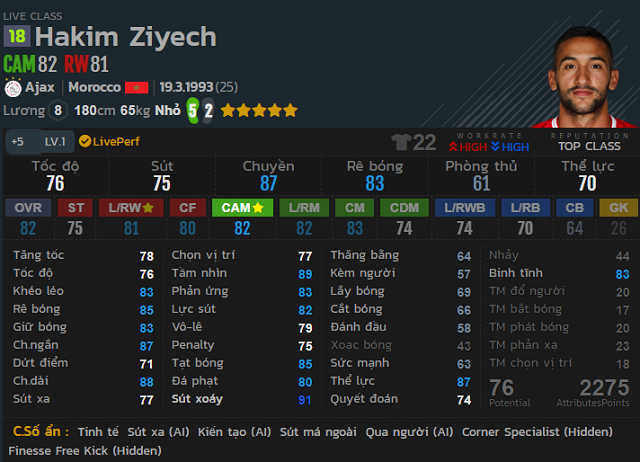 LIVE CLASS
18 Hakim Ziyech
CAM 82 RW 81
Ajax Morocco 19.3.1993 (25)
Lương 8 180cm 65kg Nhỏ 5 2
+5 LV.1 LivePerf 22 WORKRATE HIGH HIGH REPUTATION TOP CLASS
Tốc độ Sút Chuyền Rê bóng Phòng thủ Thể lực
76 75 87 83 61 70
OVR ST L/RW CF CAM L/RM CM CDM L/RWB L/RB CB GK
82 75 81 80 82 82 83 74 74 70 64 26
Tăng tốc 78 Chọn vị trí 77 Thăng bằng 64 Nhảy 44
Tốc độ 76 Tầm nhìn 89 Kèm người 57 Bình tĩnh 83
Khéo léo 83 Phản ứng 83 Lấy bóng 69 TM đổ người 20
Rê bóng 85 Lực sút 82 Cắt bóng 66 TM bắt bóng 17
Giữ bóng 83 Vô-lê 79 Đánh đầu 58 TM phát bóng 20
Ch.ngắn 87 Penalty 75 Xoạc bóng 43 TM phản xạ 23
Dứt điểm 71 Tạt bóng 85 Sức mạnh 63 TM chọn vị trí 18
Ch.dài 88 Đá phạt 80 Thể lực 87 76 2275
Sút xa 77 Sút xoáy 91 Quyết đoán 74 Potential AttributesPoints
C.Số ẩn : Tinh tế Sút xa (AI) Kiến tạo (AI) Sút má ngoài Qua người (AI) Corner Specialist (Hidden)
Finesse Free Kick (Hidden)